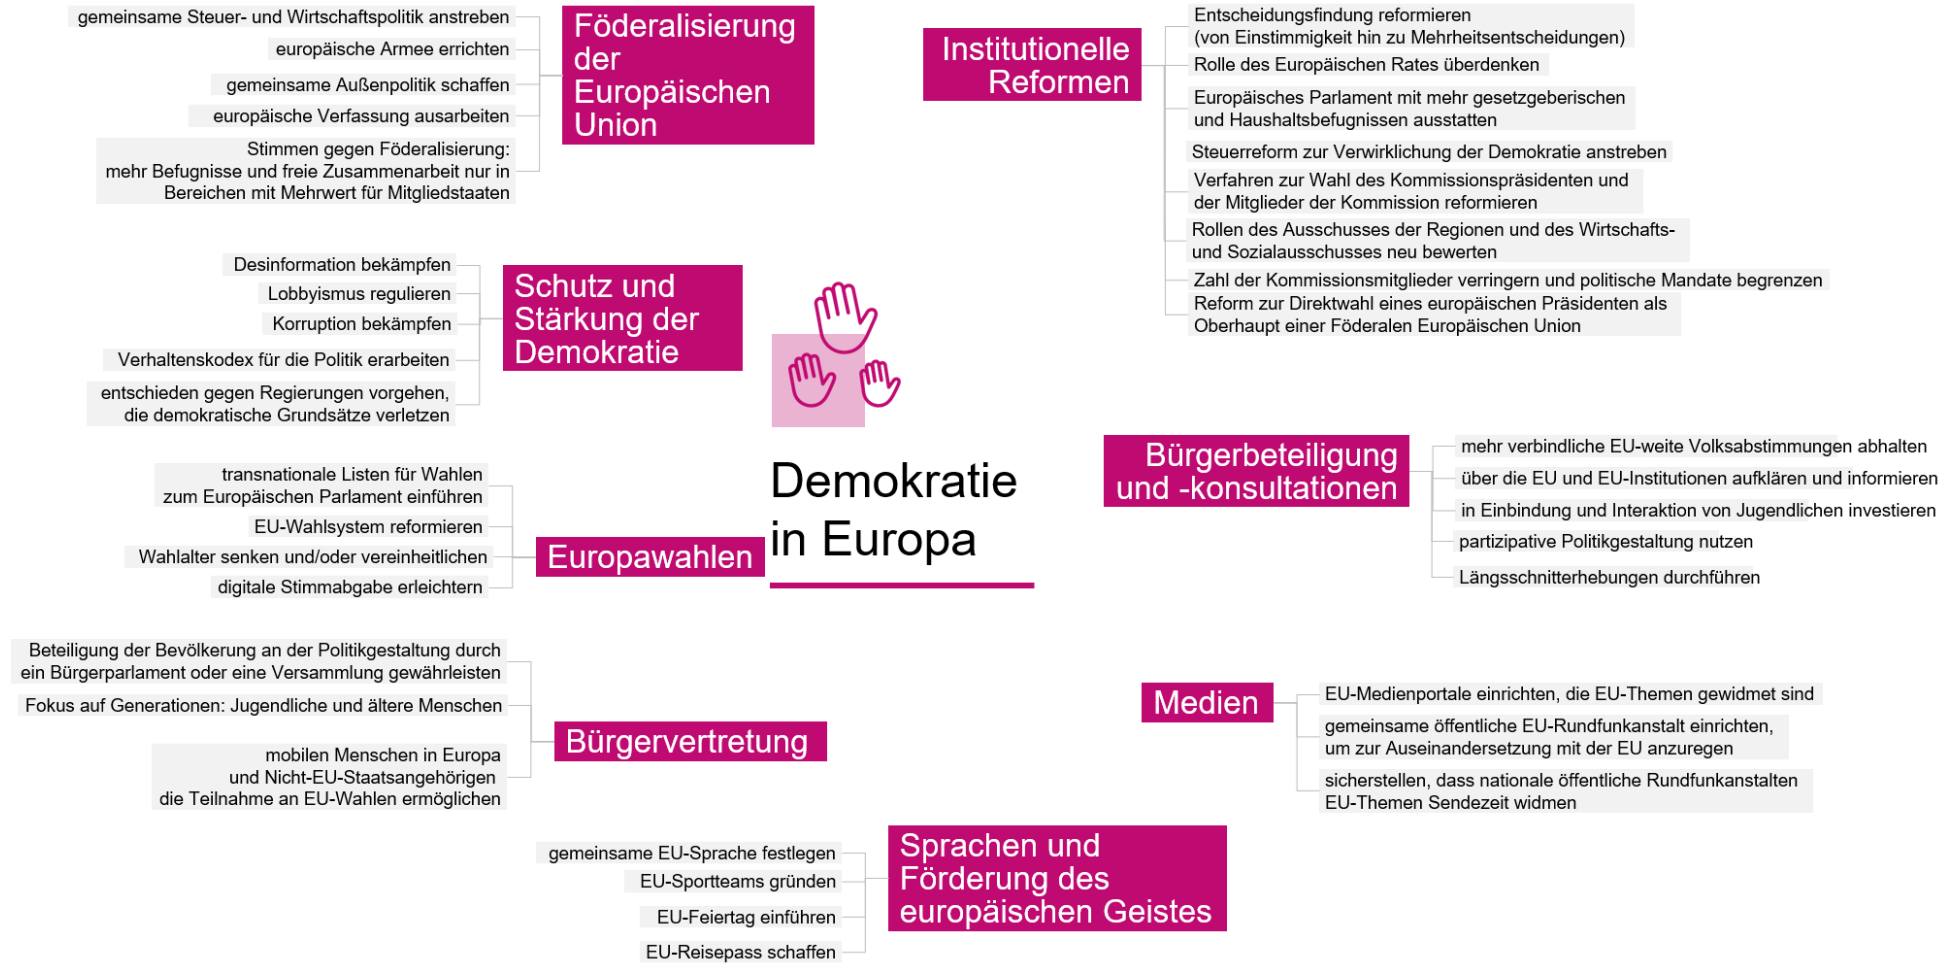 Demokratie
in Europa
Föderalisierung
der
Europäischen
Union
gemeinsame Steuer- und Wirtschaftspolitik anstreben
europäische Armee errichten
gemeinsame Außenpolitik schaffen
europäische Verfassung ausarbeiten
Stimmen gegen Föderalisierung:
mehr Befugnisse und freie Zusammenarbeit nur in
Bereichen mit Mehrwert für Mitgliedstaaten
Schutz und
Stärkung der
Demokratie
Desinformation bekämpfen
Lobbyismus regulieren
Korruption bekämpfen
Verhaltenskodex für die Politik erarbeiten
entschieden gegen Regierungen vorgehen,
die demokratische Grundsätze verletzen
Europawahlen
transnationale Listen für Wahlen
zum Europäischen Parlament einführen
EU-Wahlsystem reformieren
Wahlalter senken und/oder vereinheitlichen
digitale Stimmabgabe erleichtern
Bürgervertretung
Beteiligung der Bevölkerung an der Politikgestaltung durch
ein Bürgerparlament oder eine Versammlung gewährleisten
Fokus auf Generationen: Jugendliche und ältere Menschen
mobilen Menschen in Europa
und Nicht-EU-Staatsangehörigen
die Teilnahme an EU-Wahlen ermöglichen
Sprachen und
Förderung des
europäischen Geistes
gemeinsame EU-Sprache festlegen
EU-Sportteams gründen
EU-Feiertag einführen
EU-Reisepass schaffen
Institutionelle
Reformen
Entscheidungsfindung reformieren
(von Einstimmigkeit hin zu Mehrheitsentscheidungen)
Rolle des Europäischen Rates überdenken
Europäisches Parlament mit mehr gesetzgeberischen
und Haushaltsbefugnissen ausstatten
Steuerreform zur Verwirklichung der Demokratie anstreben
Verfahren zur Wahl des Kommissionspräsidenten und
der Mitglieder der Kommission reformieren
Rollen des Ausschusses der Regionen und des Wirtschafts-
und Sozialausschusses neu bewerten
Zahl der Kommissionsmitglieder verringern und politische Mandate begrenzen
Reform zur Direktwahl eines europäischen Präsidenten als
Oberhaupt einer Föderalen Europäischen Union
Bürgerbeteiligung
und -konsultationen
mehr verbindliche EU-weite Volksabstimmungen abhalten
über die EU und EU-Institutionen aufklären und informieren
in Einbindung und Interaktion von Jugendlichen investieren
partizipative Politikgestaltung nutzen
Längsschnitterhebungen durchführen
Medien
EU-Medienportale einrichten, die EU-Themen gewidmet sind
gemeinsame öffentliche EU-Rundfunkanstalt einrichten,
um zur Auseinandersetzung mit der EU anzuregen
sicherstellen, dass nationale öffentliche Rundfunkanstalten
EU-Themen Sendezeit widmen